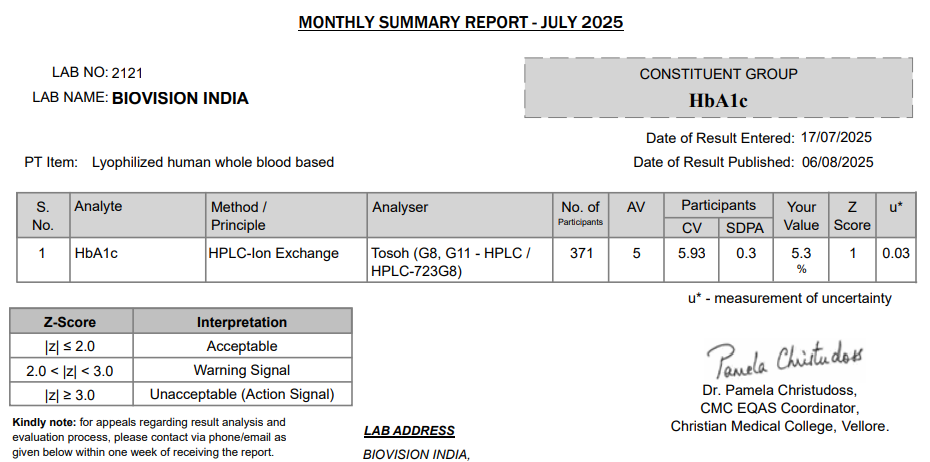 MONTHLY SUMMARY REPORT - JULY 2025
LAB NO: 2121
LAB NAME: BIOVISION INDIA
CONSTITUENT GROUP
HbA1c
Date of Result Entered: 17/07/2025
PT Item: Lyophilized human whole blood based
Date of Result Published: 06/08/2025
S. No. Analyte Method / Principle Analyser No. of Participants AV Participants CV SDPA Your Value Z Score u*
1 HbA1c HPLC-Ion Exchange Tosoh (G8, G11 - HPLC / HPLC-723G8) 371 5 5.93 0.3 5.3 % 1 0.03
u* - measurement of uncertainty
Z-Score Interpretation
|z| ≤ 2.0 Acceptable
2.0 < |z| < 3.0 Warning Signal
|z| ≥ 3.0 Unacceptable (Action Signal)
Pamela Christudoss
Dr. Pamela Christudoss,
CMC EQAS Coordinator,
Christian Medical College, Vellore.
Kindly note: for appeals regarding result analysis and
evaluation process, please contact via phone/email as
given below within one week of receiving the report.
LAB ADDRESS
BIOVISION INDIA,